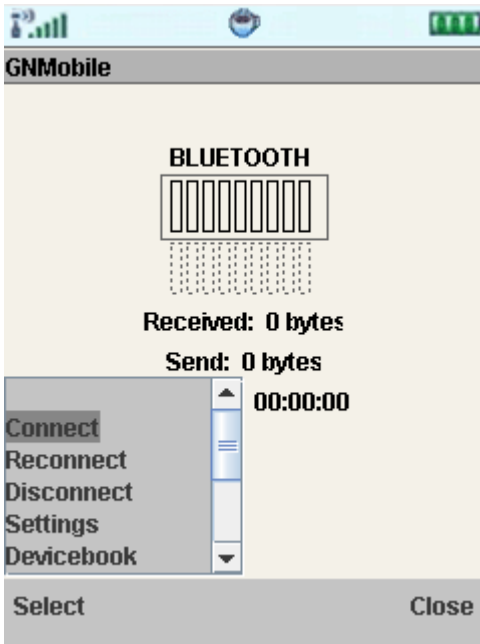 GNMobile
BLUETOOTH
Received: 0 bytes
Send: 0 bytes
00:00:00
Connect
Reconnect
Disconnect
Settings
Devicebook
Select Close